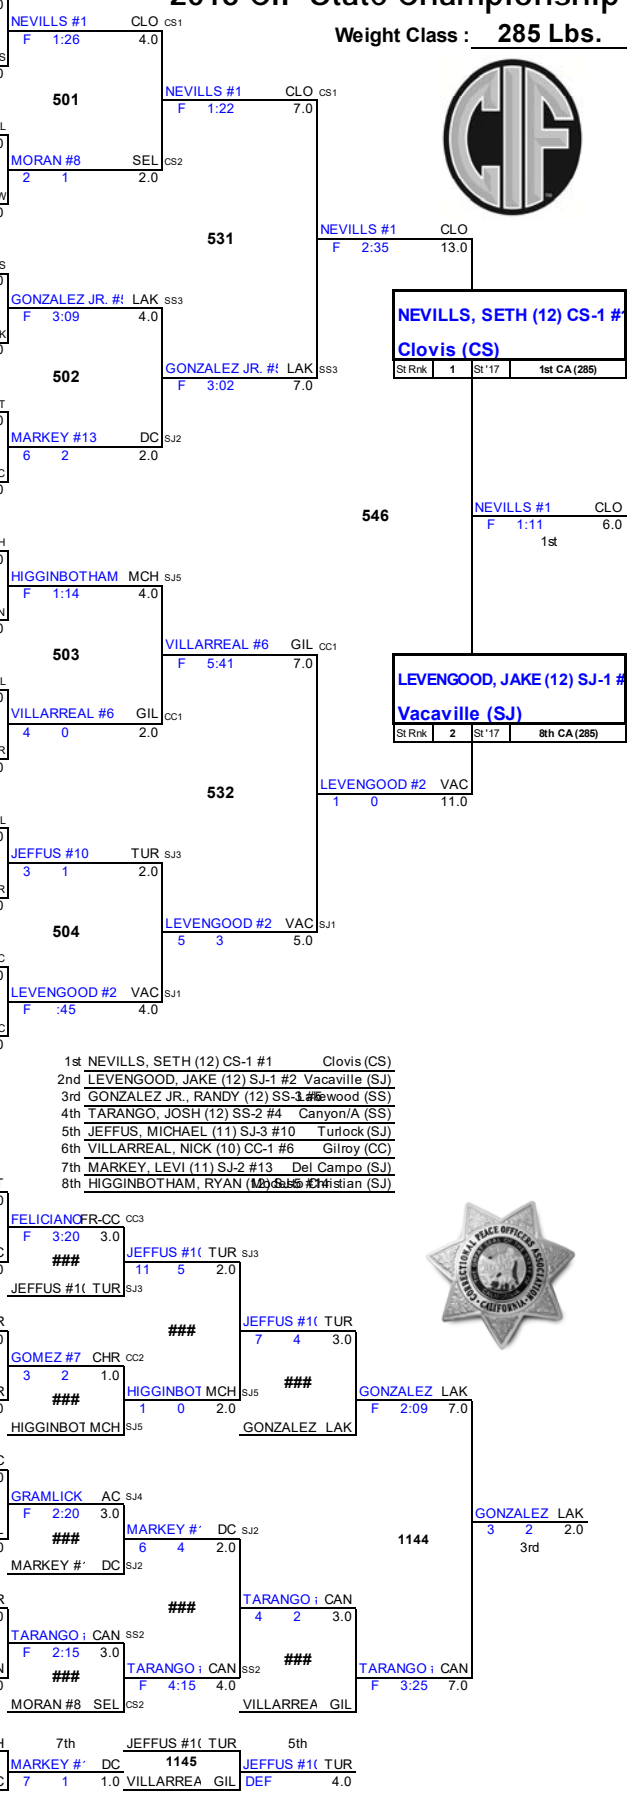 2018 CIF State Championship
Weight Class : 285 Lbs.
CIF
NEVILLS #1 CLO CS1
F 1:26 4.0
501
NEVILLS #1 CLO CS1
F 1:22 7.0
MORAN #8 SEL CS2
2 1 2.0
531
NEVILLS #1 CLO
F 2:35 13.0
GONZALEZ JR. #5 LAK SS3
F 3:09 4.0
NEVILLS, SETH (12) CS-1 #1
Clovis (CS)
St Rnk 1 St '17 1st CA (285)
502
GONZALEZ JR. #5 LAK SS3
F 3:02 7.0
MARKEY #13 DC SJ2
6 2 2.0
546
NEVILLS #1 CLO
F 1:11 6.0
1st
HIGGINBOTHAM MCH SJ5
F 1:14 4.0
503
VILLARREAL #6 GIL CC1
F 5:41 7.0
LEVENGOOD, JAKE (12) SJ-1 #
Vacaville (SJ)
St Rnk 2 St '17 8th CA (285)
VILLARREAL #6 GIL CC1
4 0 2.0
532
LEVENGOOD #2 VAC
1 0 11.0
JEFFUS #10 TUR SJ3
3 1 2.0
504
LEVENGOOD #2 VAC SJ1
5 3 5.0
LEVENGOOD #2 VAC SJ1
F :45 4.0
1st NEVILLS, SETH (12) CS-1 #1 Clovis (CS)
2nd LEVENGOOD, JAKE (12) SJ-1 #2 Vacaville (SJ)
3rd GONZALEZ JR., RANDY (12) SS-3 #5 Lakewood (SS)
4th TARANGO, JOSH (12) SS-2 #4 Canyon/A (SS)
5th JEFFUS, MICHAEL (11) SJ-3 #10 Turlock (SJ)
6th VILLARREAL, NICK (10) CC-1 #6 Gilroy (CC)
7th MARKEY, LEVI (11) SJ-2 #13 Del Campo (SJ)
8th HIGGINBOTHAM, RYAN (12) SJ-5 #14 Modesto Christian (SJ)
CORRECTIONAL PEACE OFFICERS ASSOCIATION
CALIFORNIA
FELICIANO FR-CC CC3
F 3:20 3.0
###
JEFFUS #1( TUR SJ3
11 5 2.0
JEFFUS #1( TUR SJ3
###
JEFFUS #1( TUR
7 4 3.0
GOMEZ #7 CHR CC2
3 2 1.0
###
HIGGINBOT MCH SJ5
1 0 2.0
###
GONZALEZ LAK
F 2:09 7.0
HIGGINBOT MCH SJ5
GONZALEZ LAK
GRAMLICK AC SJ4
F 2:20 3.0
###
MARKEY #' DC SJ2
6 4 2.0
MARKEY #' DC SJ2
1144
GONZALEZ LAK
3 2 2.0
3rd
###
TARANGO CAN
4 2 3.0
TARANGO CAN SS2
F 2:15 3.0
###
TARANGO CAN SS2
F 4:15 4.0
###
TARANGO CAN
F 3:25 7.0
MORAN #8 SEL CS2
VILLARREA GIL
7th JEFFUS #1( TUR 5th
MARKEY #' DC 1145 JEFFUS #1( TUR
7 1 1.0 VILLARREA GIL DEF 4.0